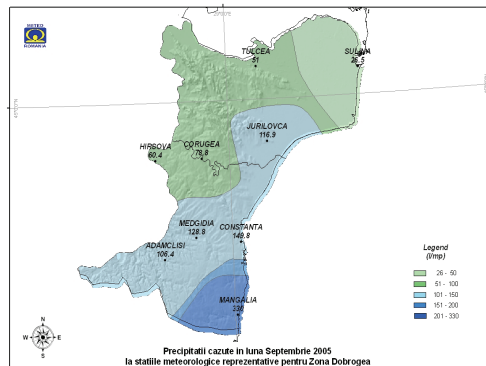 METEO
ROMANIA
TULCEA
51
SULINA
26.5
JURILOVCA
116.9
HIRSOVA
60.4
CORUGEA
78.8
MEDGIDIA
128.8
CONSTANTA
149.8
ADAMCLISI
106.4
MANGALIA
Legend
(l/mp)
26 - 50
51 - 100
101 - 150
151 - 200
201 - 330
N
W
E
S
Precipitatii cazute in luna Septembrie 2005
la statiile meteorologice reprezentative pentru Zona Dobrogea